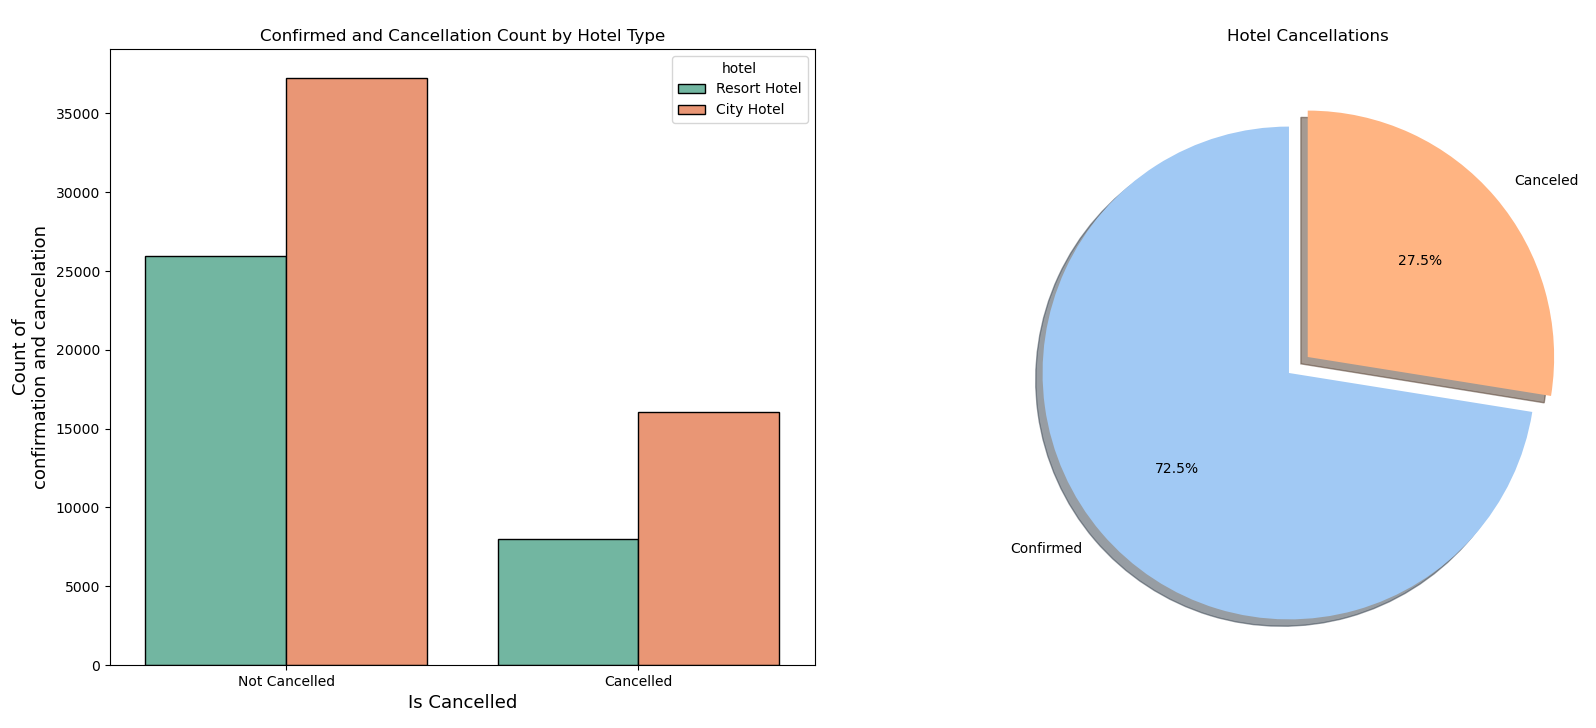 Confirmed and Cancellation Count by Hotel Type
hotel
Resort Hotel
City Hotel
35000
30000
25000
20000
15000
10000
5000
0
Count of
confirmation and cancelation
Not Cancelled
Cancelled
Is Cancelled
Hotel Cancellations
Canceled
27.5%
72.5%
Confirmed